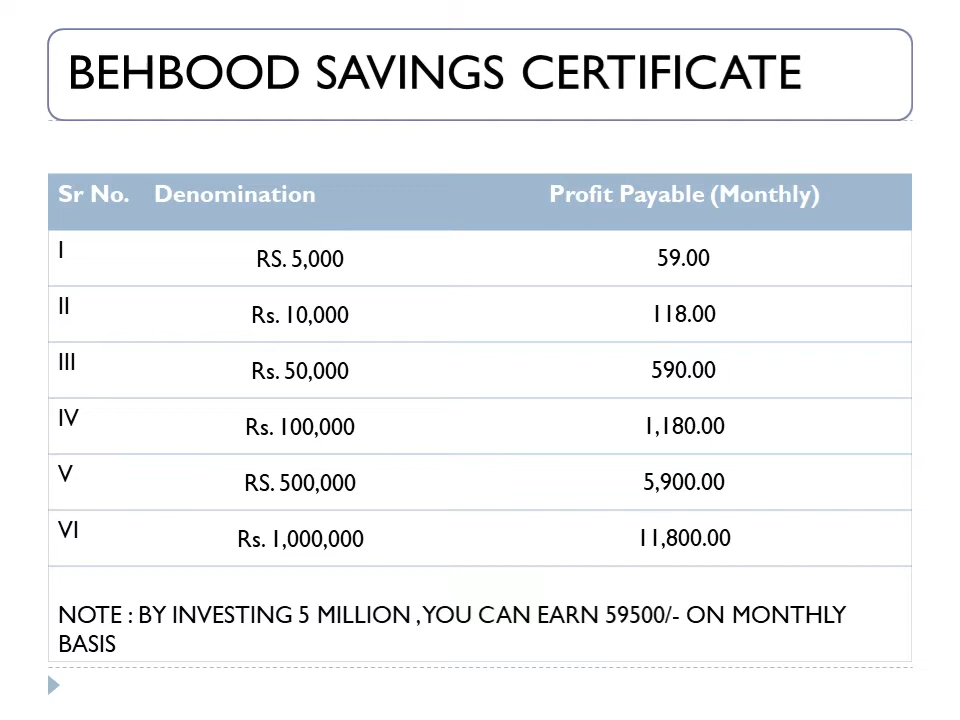 BEHBOOD SAVINGS CERTIFICATE
Sr No. Denomination Profit Payable (Monthly)
I RS. 5,000 59.00
II Rs. 10,000 118.00
III Rs. 50,000 590.00
IV Rs. 100,000 1,180.00
V RS. 500,000 5,900.00
VI Rs. 1,000,000 11,800.00
NOTE : BY INVESTING 5 MILLION , YOU CAN EARN 59500/- ON MONTHLY
BASIS